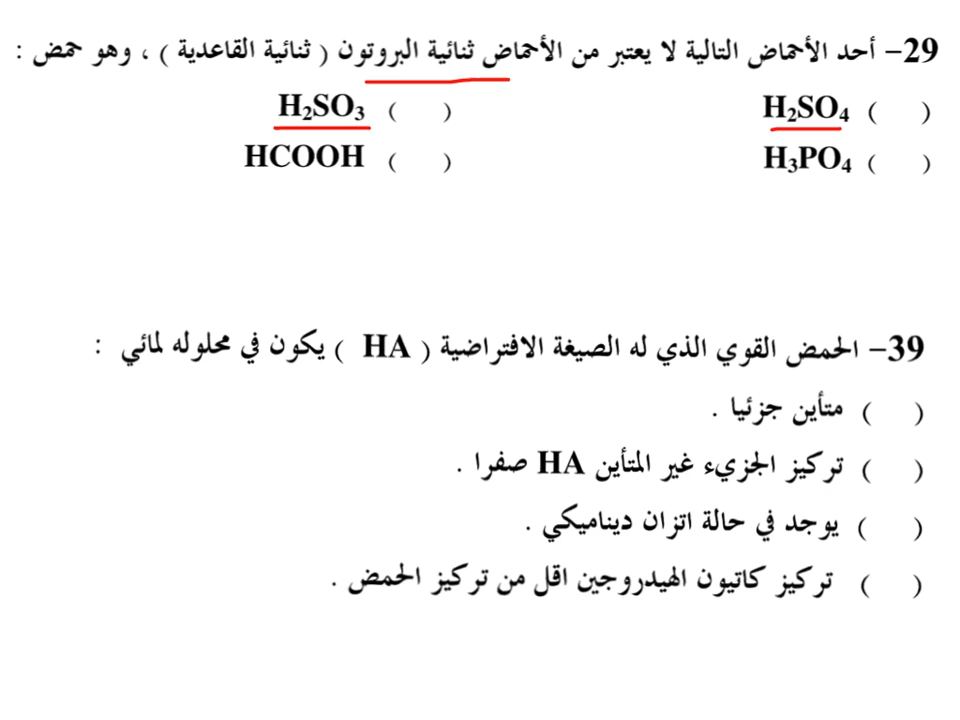 29– أحد الأحماض التالية لا يعتبر من الأحماض ثنائية البروتون ( ثنائية القاعدية ) ، وهو حمض :
( ) H₂SO₄ ( ) H₂SO₃
( ) H₃PO₄ ( ) HCOOH
39– الحمض القوي الذي له الصيغة الافتراضية ( HA ) يكون في محلوله لمائي :
( ) متأين جزئيا .
( ) تركيز الجزيء غير المتأين HA صفرا .
( ) يوجد في حالة اتزان ديناميكي .
( ) تركيز كاتيون الهيدروجين اقل من تركيز الحمض .